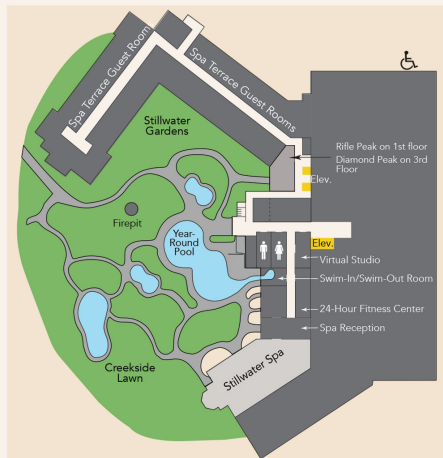 Spa Terrace Guest Room
Spa Terrace Guest Rooms
Stillwater
Gardens
Rifle Peak on 1st floor
Diamond Peak on 3rd
Floor
Elev.
Firepit
Year-
Round
Pool
Elev.
Virtual Studio
Swim-In/Swim-Out Room
24-Hour Fitness Center
Spa Reception
Creekside
Lawn
Stillwater Spa